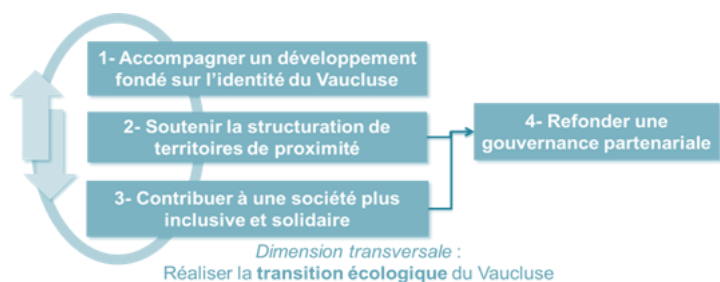 1- Accompagner un développement
fondé sur l'identité du Vaucluse
2- Soutenir la structuration de
territoires de proximité
3- Contribuer à une société plus
inclusive et solidaire
4- Refonder une
gouvernance partenariale
Dimension transversale :
Réaliser la transition écologique du Vaucluse